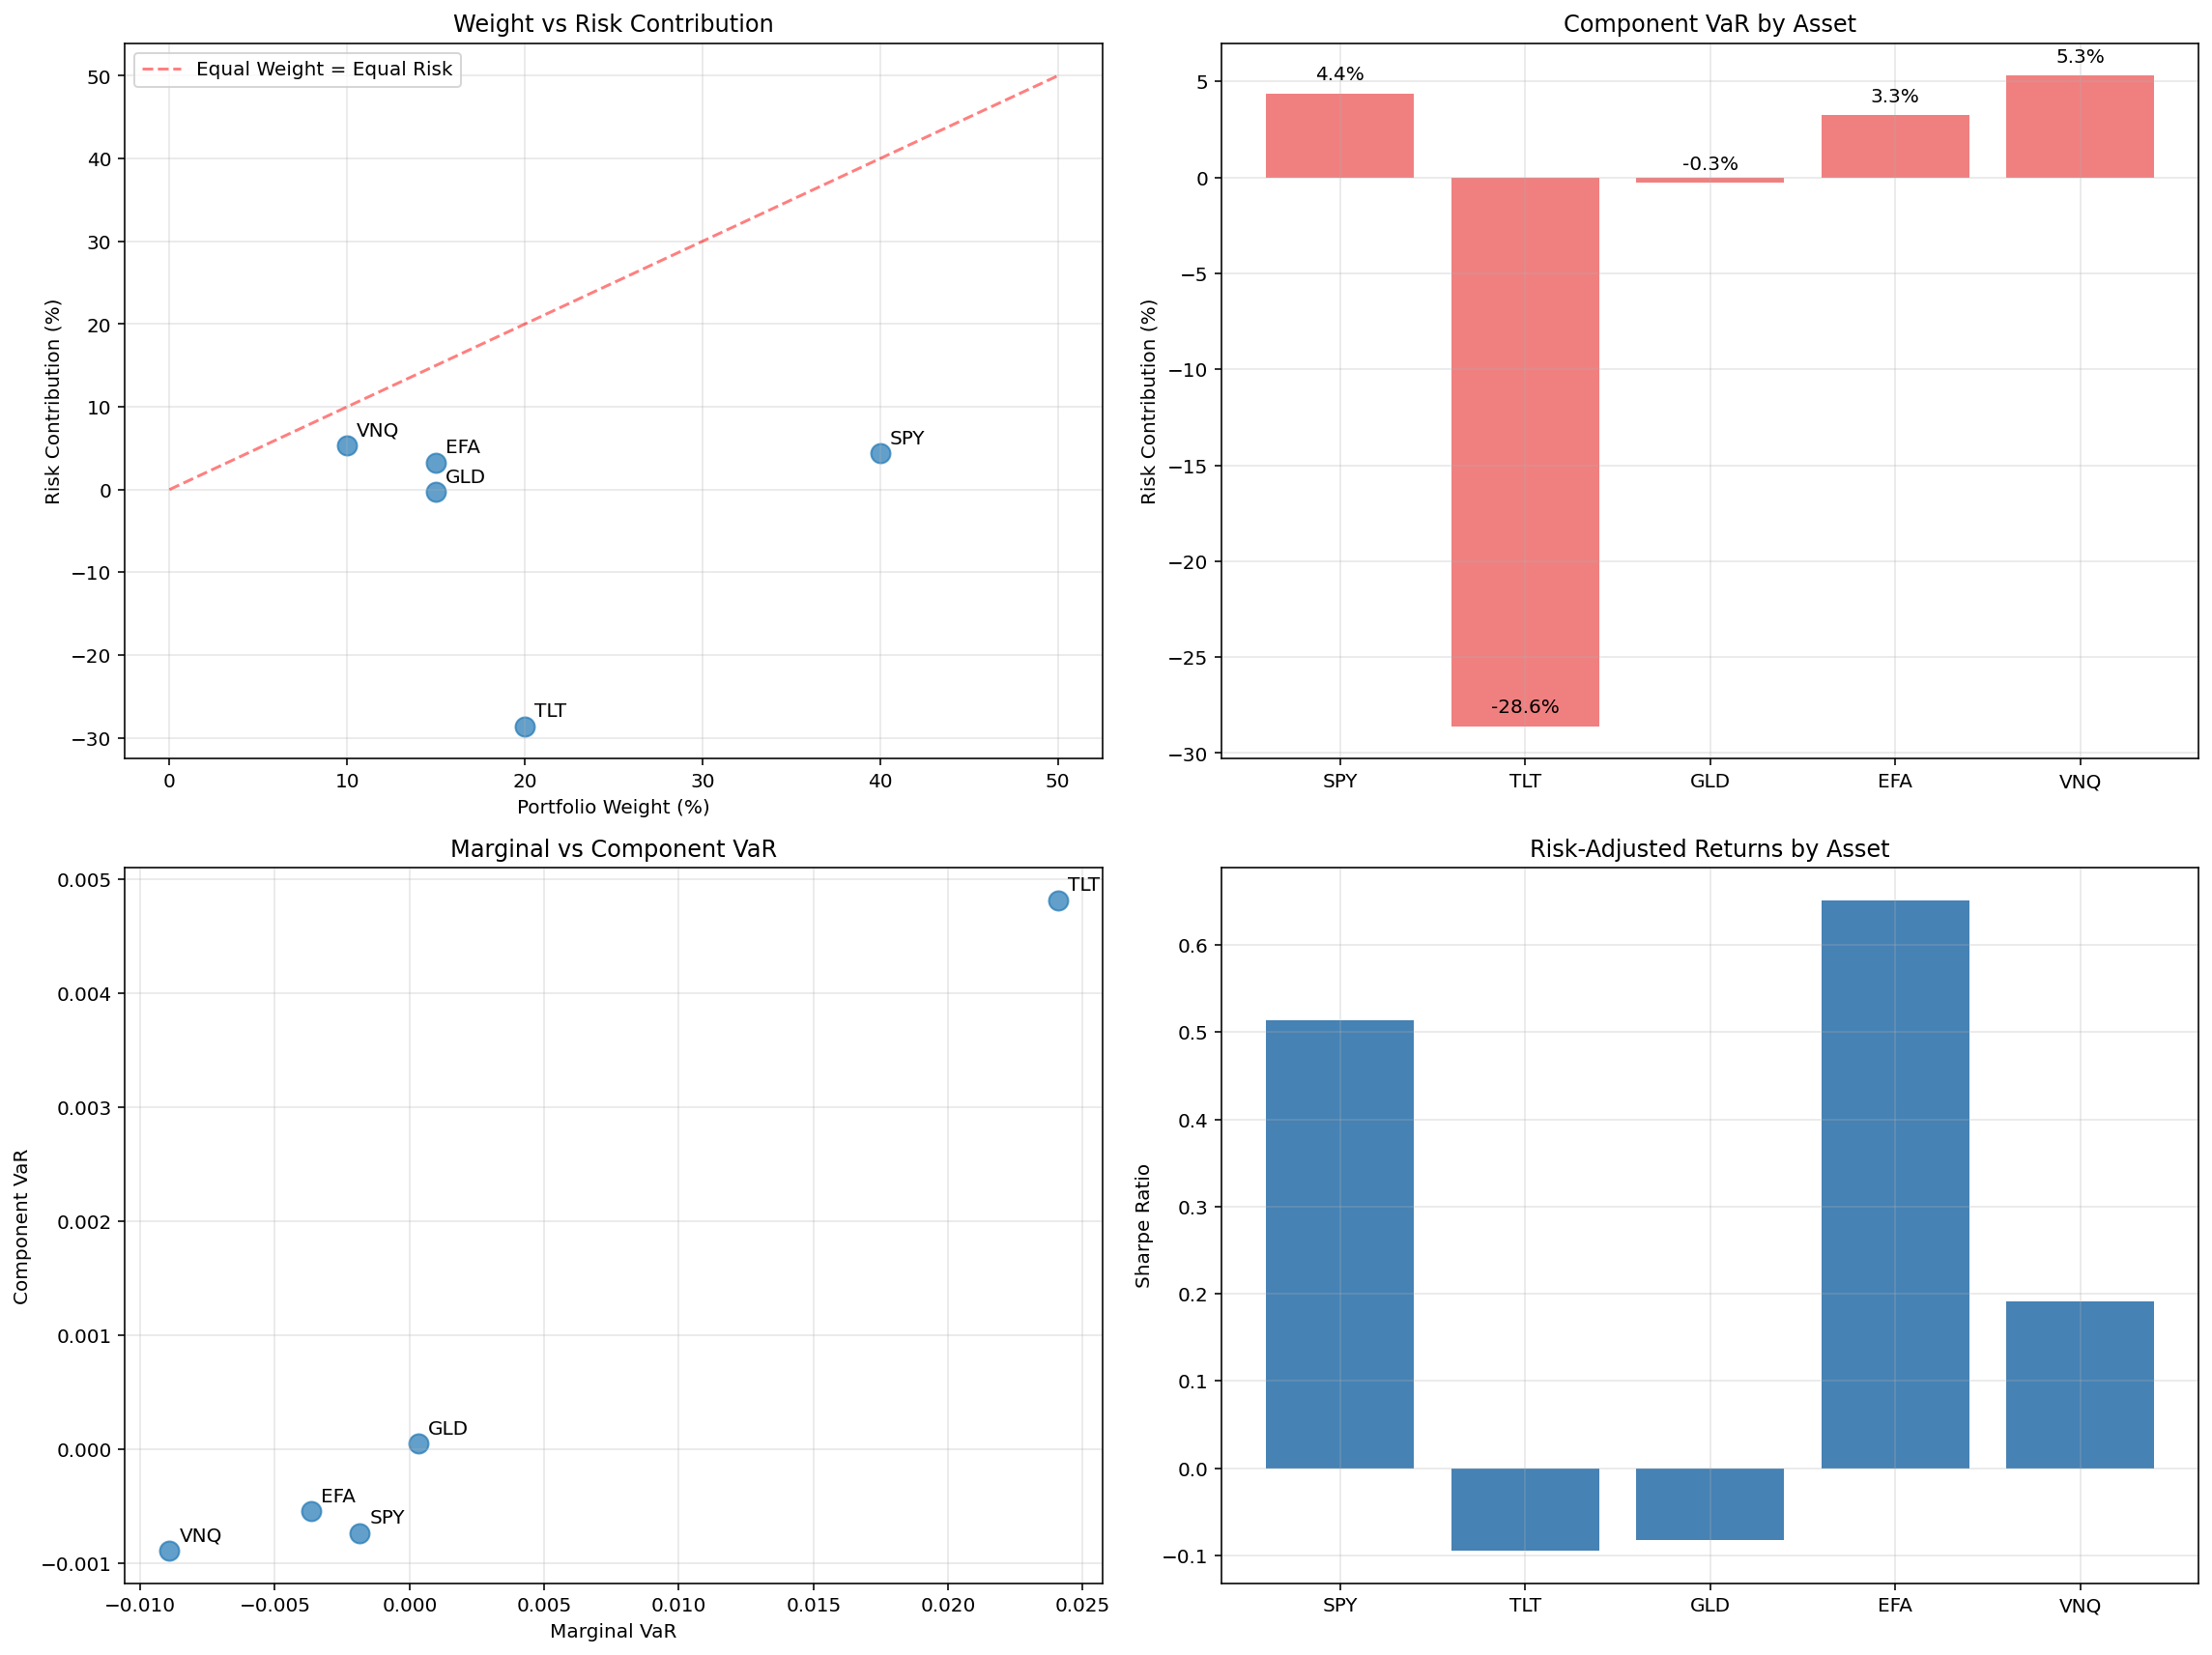 Weight vs Risk Contribution
Equal Weight = Equal Risk
50
40
30
20
10
0
−10
−20
−30
Risk Contribution (%)
VNQ
EFA
GLD
SPY
TLT
0
10
20
30
40
50
Portfolio Weight (%)
Component VaR by Asset
5
0
−5
−10
−15
−20
−25
−30
Risk Contribution (%)
4.4%
-28.6%
-0.3%
3.3%
5.3%
SPY
TLT
GLD
EFA
VNQ
Marginal vs Component VaR
0.005
0.004
0.003
0.002
0.001
0.000
−0.001
Component VaR
TLT
GLD
EFA
SPY
VNQ
−0.010
−0.005
0.000
0.005
0.010
0.015
0.020
0.025
Marginal VaR
Risk-Adjusted Returns by Asset
0.6
0.5
0.4
0.3
0.2
0.1
0.0
−0.1
Sharpe Ratio
SPY
TLT
GLD
EFA
VNQ